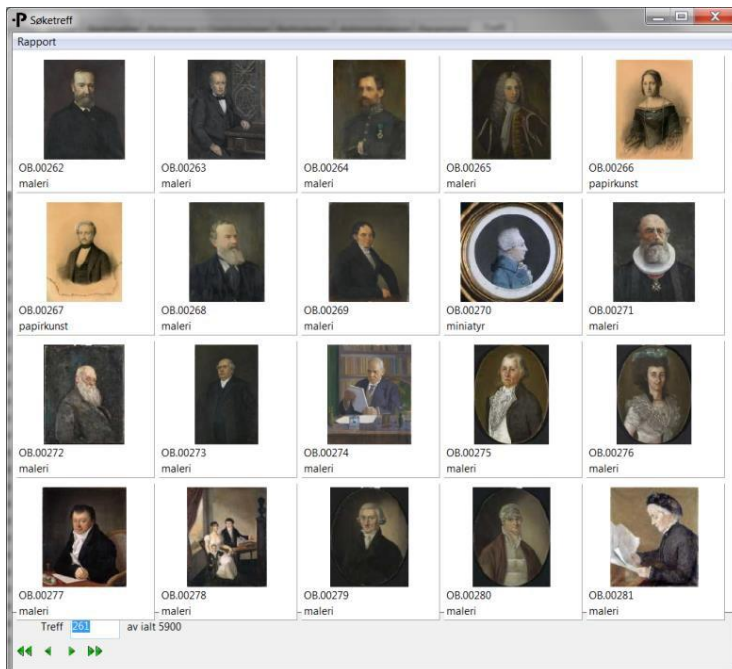 P Søketreff
Rapport
OB.00262
maleri
OB.00263
maleri
OB.00264
maleri
OB.00265
maleri
OB.00266
papirkunst
OB.00267
papirkunst
OB.00268
maleri
OB.00269
maleri
OB.00270
miniatyr
OB.00271
maleri
OB.00272
maleri
OB.00273
maleri
OB.00274
maleri
OB.00275
maleri
OB.00276
maleri
OB.00277
maleri
OB.00278
maleri
OB.00279
maleri
OB.00280
maleri
OB.00281
maleri
Treff 261 av ialt 5900